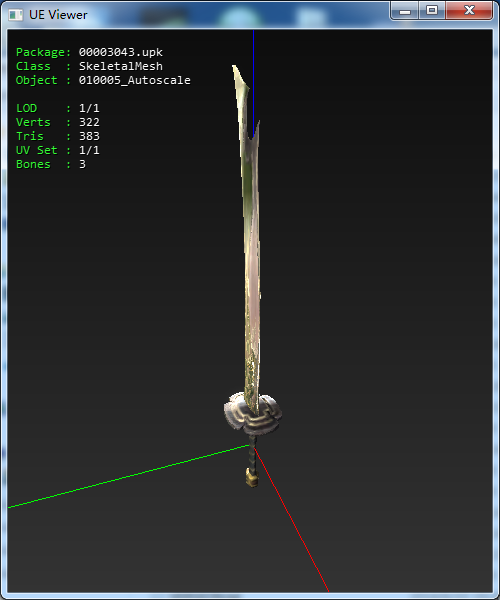 UE Viewer
Package: 00003043.upk
Class : SkeletalMesh
Object : 010005_Autoscale
LOD : 1/1
Verts : 322
Tris : 383
UV Set : 1/1
Bones : 3